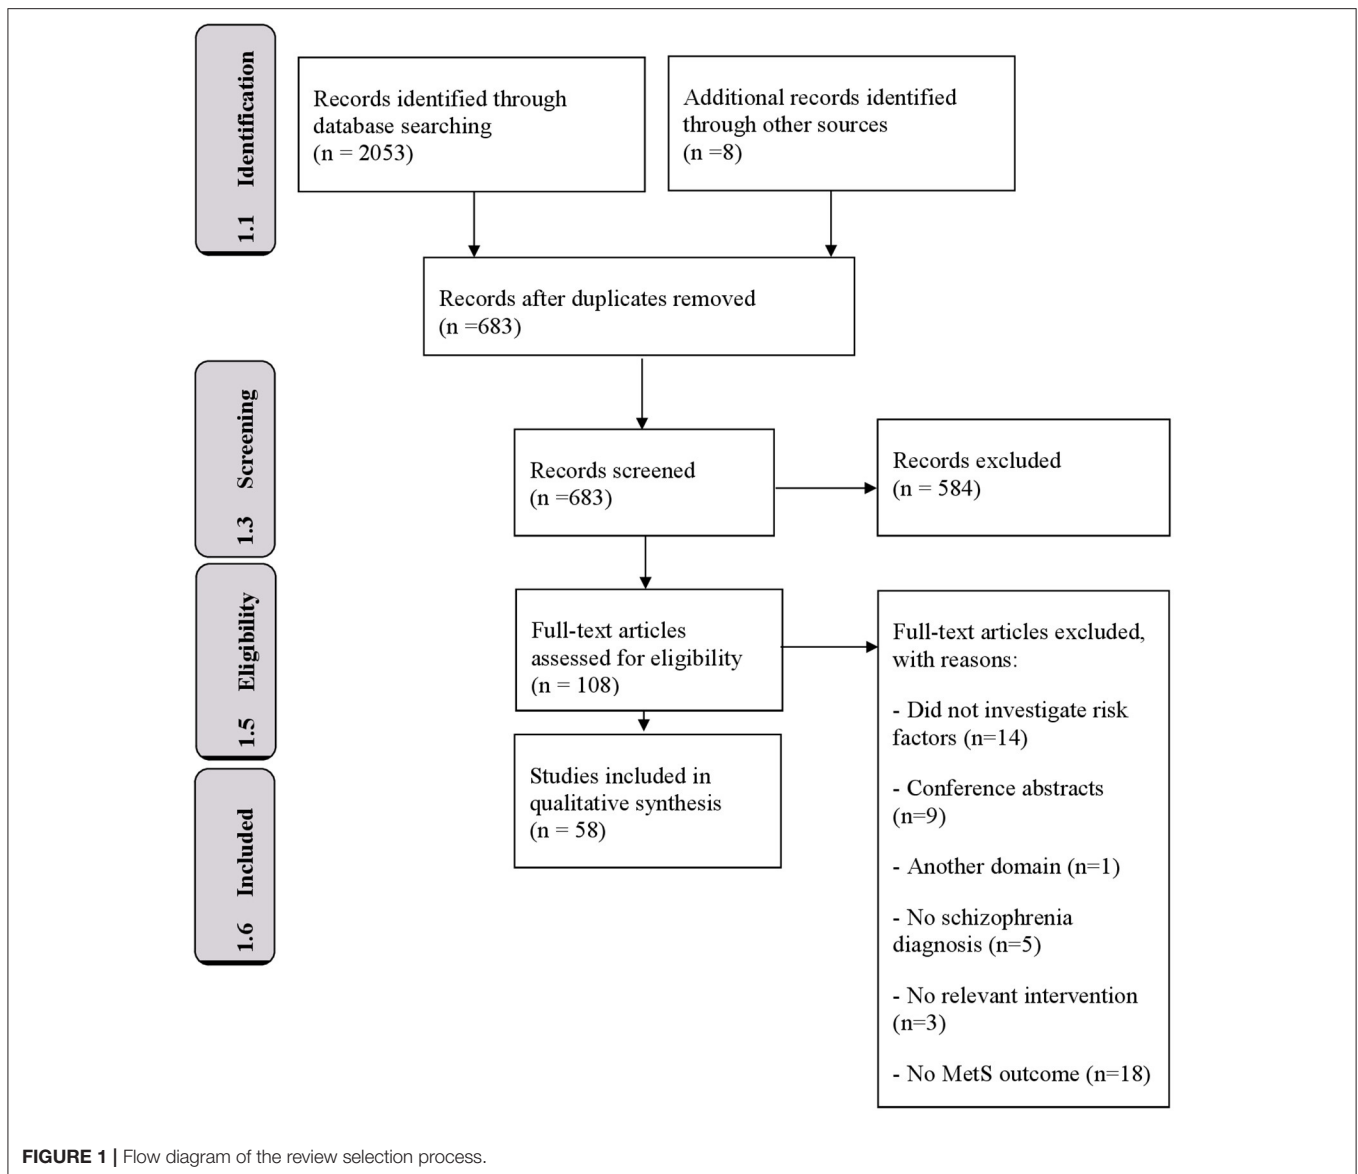 1.1 Identification
Records identified through
database searching
(n = 2053)
Additional records identified
through other sources
(n =8)
Records after duplicates removed
(n =683)
1.3 Screening
Records screened
(n =683)
Records excluded
(n = 584)
1.5 Eligibility
Full-text articles
assessed for eligibility
(n = 108)
Full-text articles excluded,
with reasons:
- Did not investigate risk
factors (n=14)
- Conference abstracts
(n=9)
- Another domain (n=1)
- No schizophrenia
diagnosis (n=5)
- No relevant intervention
(n=3)
- No MetS outcome (n=18)
1.6 Included
Studies included in
qualitative synthesis
(n = 58)
FIGURE 1 | Flow diagram of the review selection process.